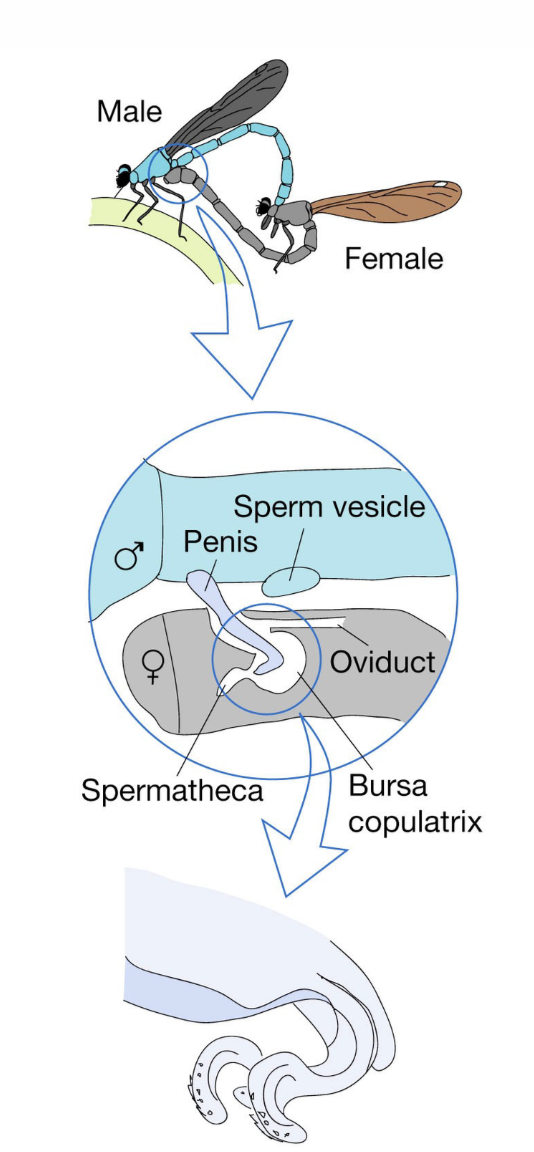 Male
Female
Sperm vesicle
Penis
♂
♀
Oviduct
Spermatheca
Bursa
copulatrix